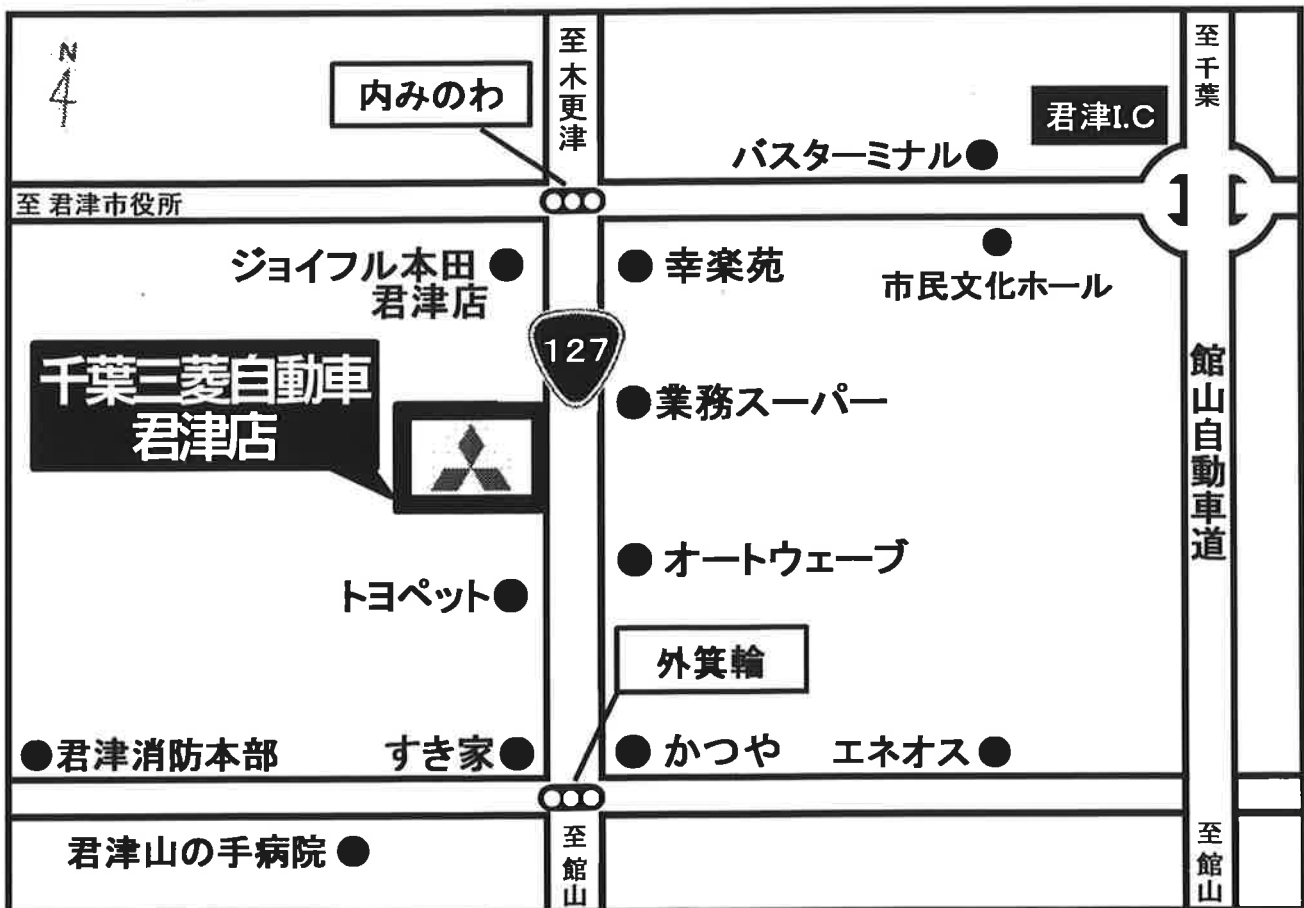 N
至木更津
至千葉
内みのわ
君津I.C
バスターミナル
至 君津市役所
ジョイフル本田
君津店
幸楽苑
市民文化ホール
127
千葉三菱自動車
君津店
業務スーパー
館山自動車道
オートウェーブ
トヨペット
外箕輪
君津消防本部
すき家
かつや
エネオス
君津山の手病院
至館山
至館山